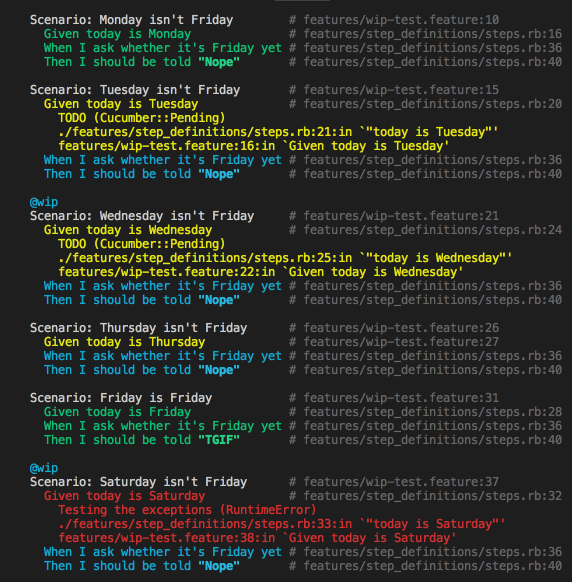 Scenario: Monday isn't Friday # features/wip-test.feature:10
Given today is Monday # features/step_definitions/steps.rb:16
When I ask whether it's Friday yet # features/step_definitions/steps.rb:36
Then I should be told "Nope" # features/step_definitions/steps.rb:40
Scenario: Tuesday isn't Friday # features/wip-test.feature:15
Given today is Tuesday # features/step_definitions/steps.rb:20
TODO (Cucumber::Pending)
./features/step_definitions/steps.rb:21:in `"today is Tuesday"'
features/wip-test.feature:16:in `Given today is Tuesday'
When I ask whether it's Friday yet # features/step_definitions/steps.rb:36
Then I should be told "Nope" # features/step_definitions/steps.rb:40
@wip
Scenario: Wednesday isn't Friday # features/wip-test.feature:21
Given today is Wednesday # features/step_definitions/steps.rb:24
TODO (Cucumber::Pending)
./features/step_definitions/steps.rb:25:in `"today is Wednesday"'
features/wip-test.feature:22:in `Given today is Wednesday'
When I ask whether it's Friday yet # features/step_definitions/steps.rb:36
Then I should be told "Nope" # features/step_definitions/steps.rb:40
Scenario: Thursday isn't Friday # features/wip-test.feature:26
Given today is Thursday # features/wip-test.feature:27
When I ask whether it's Friday yet # features/step_definitions/steps.rb:36
Then I should be told "Nope" # features/step_definitions/steps.rb:40
Scenario: Friday is Friday # features/wip-test.feature:31
Given today is Friday # features/step_definitions/steps.rb:28
When I ask whether it's Friday yet # features/step_definitions/steps.rb:36
Then I should be told "TGIF" # features/step_definitions/steps.rb:40
@wip
Scenario: Saturday isn't Friday # features/wip-test.feature:37
Given today is Saturday # features/step_definitions/steps.rb:32
Testing the exceptions (RuntimeError)
./features/step_definitions/steps.rb:33:in `"today is Saturday"'
features/wip-test.feature:38:in `Given today is Saturday'
When I ask whether it's Friday yet # features/step_definitions/steps.rb:36
Then I should be told "Nope" # features/step_definitions/steps.rb:40